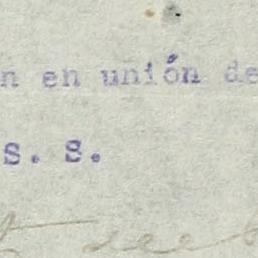 n en unión de
s. s.